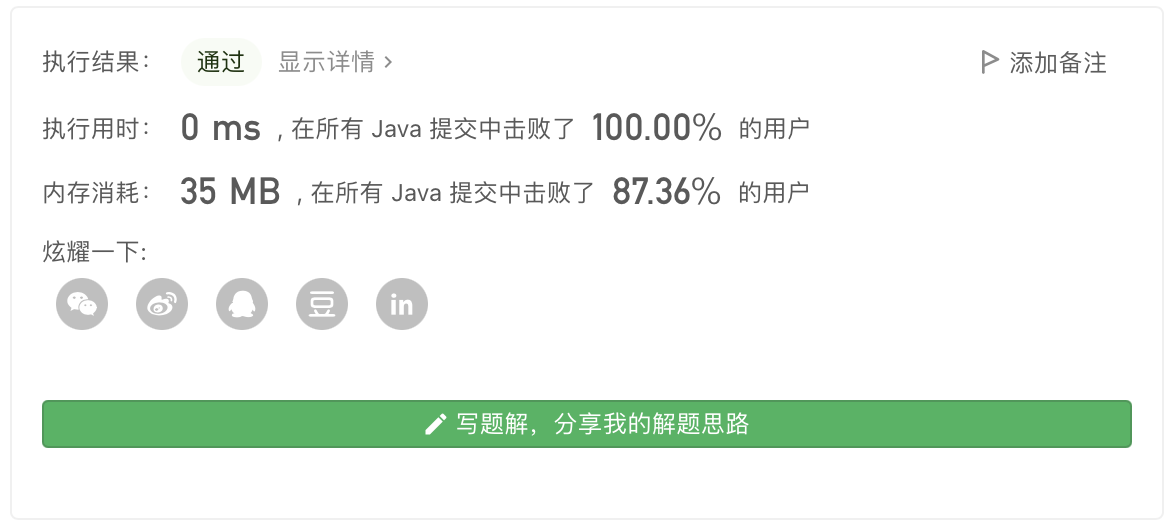 执行结果： 通过 显示详情 › 添加备注
执行用时： 0 ms , 在所有 Java 提交中击败了 100.00% 的用户
内存消耗： 35 MB , 在所有 Java 提交中击败了 87.36% 的用户
炫耀一下:
豆 in
写题解，分享我的解题思路